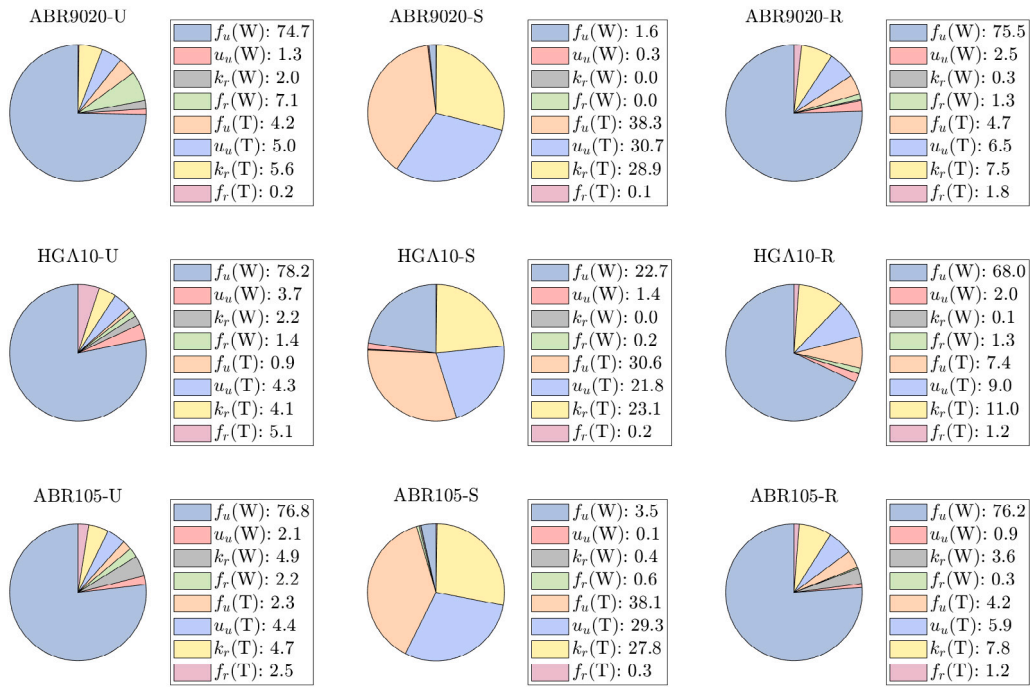 ABR9020-U
f_u(W): 74.7
u_u(W): 1.3
k_r(W): 2.0
f_r(W): 7.1
f_u(T): 4.2
u_u(T): 5.0
k_r(T): 5.6
f_r(T): 0.2
ABR9020-S
f_u(W): 1.6
u_u(W): 0.3
k_r(W): 0.0
f_r(W): 0.0
f_u(T): 38.3
u_u(T): 30.7
k_r(T): 28.9
f_r(T): 0.1
ABR9020-R
f_u(W): 75.5
u_u(W): 2.5
k_r(W): 0.3
f_r(W): 1.3
f_u(T): 4.7
u_u(T): 6.5
k_r(T): 7.5
f_r(T): 1.8
HGA10-U
f_u(W): 78.2
u_u(W): 3.7
k_r(W): 2.2
f_r(W): 1.4
f_u(T): 0.9
u_u(T): 4.3
k_r(T): 4.1
f_r(T): 5.1
HGA10-S
f_u(W): 22.7
u_u(W): 1.4
k_r(W): 0.0
f_r(W): 0.2
f_u(T): 30.6
u_u(T): 21.8
k_r(T): 23.1
f_r(T): 0.2
HGA10-R
f_u(W): 68.0
u_u(W): 2.0
k_r(W): 0.1
f_r(W): 1.3
f_u(T): 7.4
u_u(T): 9.0
k_r(T): 11.0
f_r(T): 1.2
ABR105-U
f_u(W): 76.8
u_u(W): 2.1
k_r(W): 4.9
f_r(W): 2.2
f_u(T): 2.3
u_u(T): 4.4
k_r(T): 4.7
f_r(T): 2.5
ABR105-S
f_u(W): 3.5
u_u(W): 0.1
k_r(W): 0.4
f_r(W): 0.6
f_u(T): 38.1
u_u(T): 29.3
k_r(T): 27.8
f_r(T): 0.3
ABR105-R
f_u(W): 76.2
u_u(W): 0.9
k_r(W): 3.6
f_r(W): 0.3
f_u(T): 4.2
u_u(T): 5.9
k_r(T): 7.8
f_r(T): 1.2